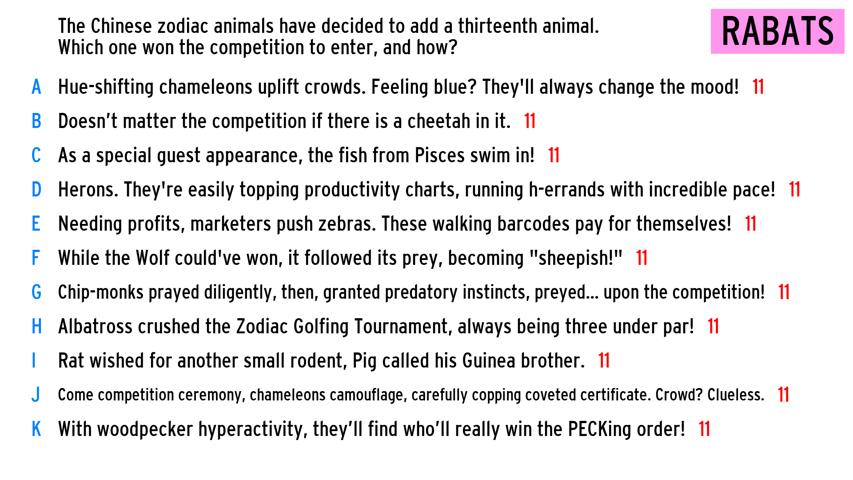 The Chinese zodiac animals have decided to add a thirteenth animal.
Which one won the competition to enter, and how?
RABATS
A Hue-shifting chameleons uplift crowds. Feeling blue? They'll always change the mood! 11
B Doesn't matter the competition if there is a cheetah in it. 11
C As a special guest appearance, the fish from Pisces swim in! 11
D Herons. They're easily topping productivity charts, running h-errands with incredible pace! 11
E Needing profits, marketers push zebras. These walking barcodes pay for themselves! 11
F While the Wolf could've won, it followed its prey, becoming "sheepish!" 11
G Chip-monks prayed diligently, then, granted predatory instincts, preyed... upon the competition! 11
H Albatross crushed the Zodiac Golfing Tournament, always being three under par! 11
I Rat wished for another small rodent, Pig called his Guinea brother. 11
J Come competition ceremony, chameleons camouflage, carefully copping coveted certificate. Crowd? Clueless. 11
K With woodpecker hyperactivity, they'll find who'll really win the PECKing order! 11